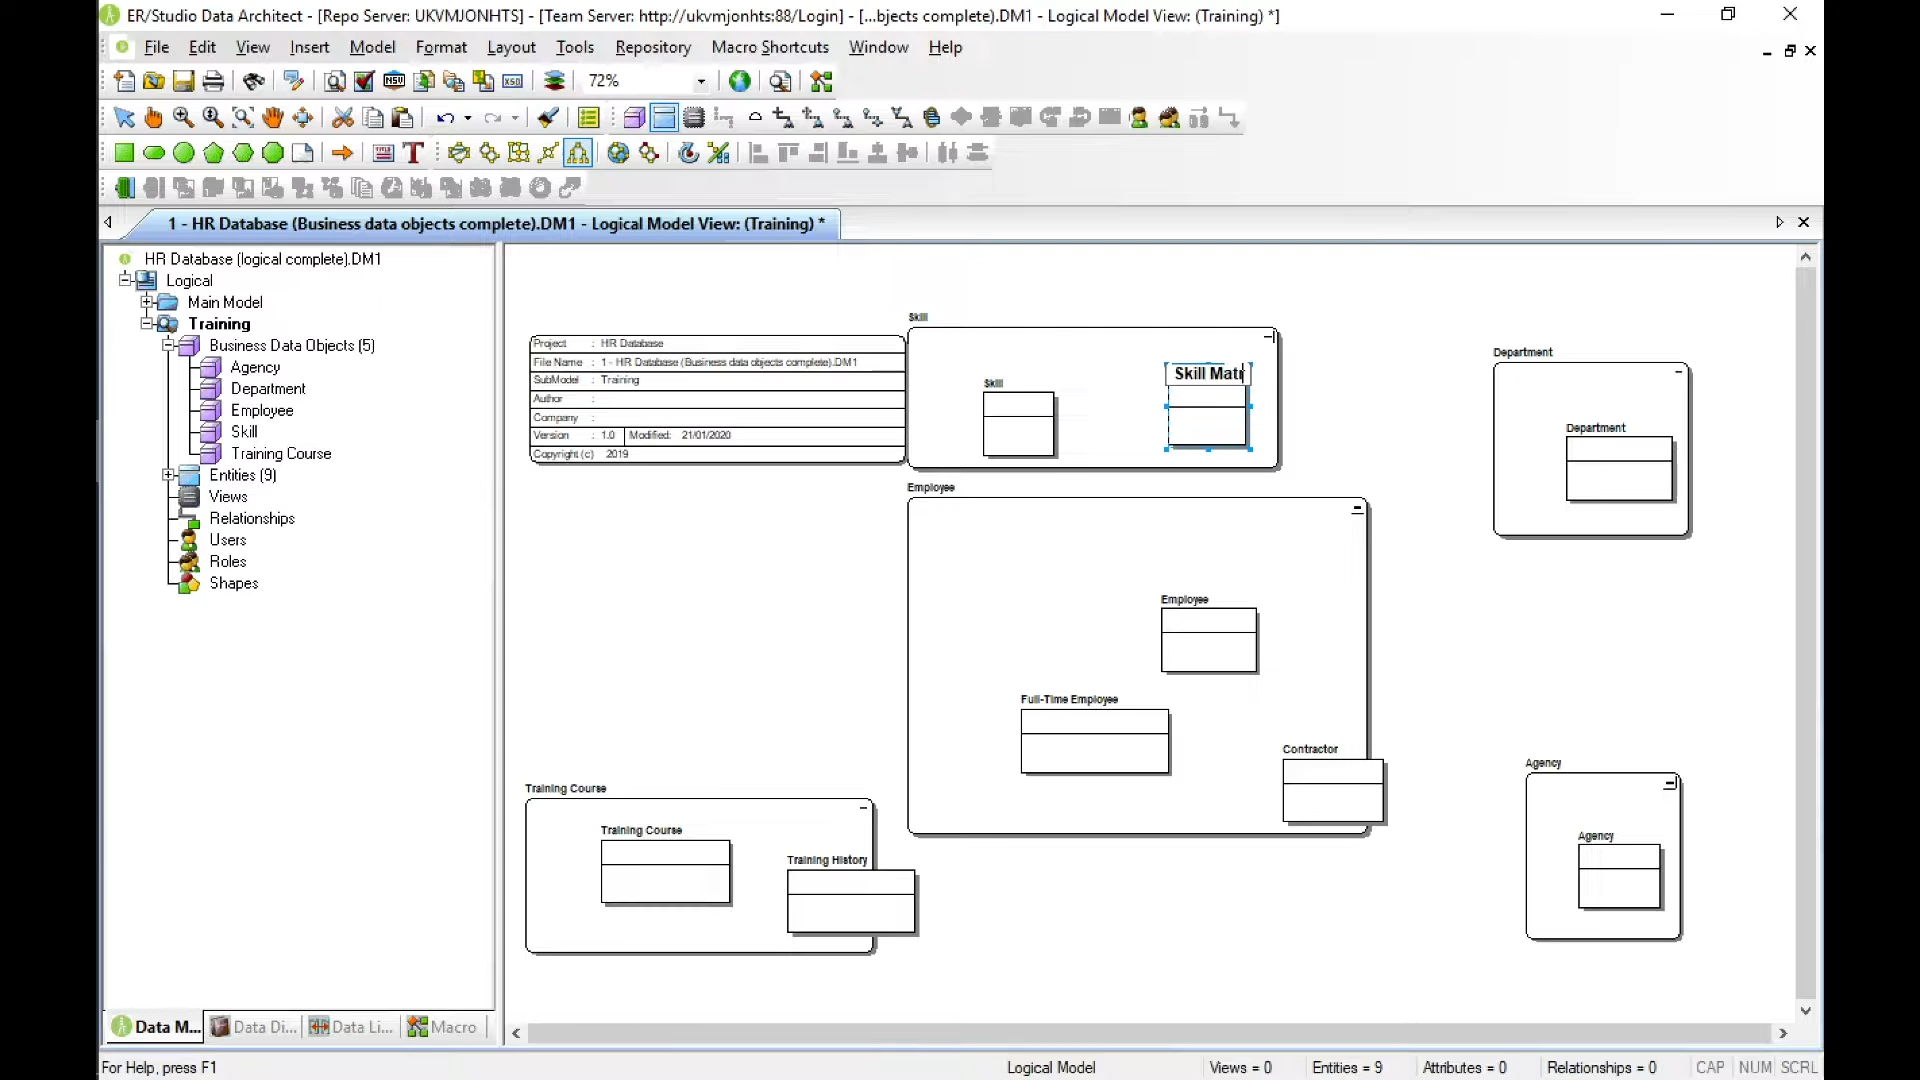 ER/Studio Data Architect - [Repo Server: UKVMJONHTS] - [Team Server: http://ukvmjonhts:88/Login] - [...bjects complete).DM1 - Logical Model View: (Training) *]
File Edit View Insert Model Format Layout Tools Repository Macro Shortcuts Window Help
NSV
XSD
72%
TITLE
T
1 - HR Database (Business data objects complete).DM1 - Logical Model View: (Training) *
HR Database (logical complete).DM1
Logical
Main Model
Training
Business Data Objects (5)
Agency
Department
Employee
Skill
Training Course
Entities (9)
Views
Relationships
Users
Roles
Shapes
Project : HR Database
File Name : 1 - HR Database (Business data objects complete).DM1
SubModel : Training
Author :
Company :
Version : 1.0 Modified: 21/01/2020
Copyright (c) 2019
Skill
Skill
Skill Matr
Department
Department
Employee
Employee
Full-Time Employee
Contractor
Training Course
Training Course
Training History
Agency
Agency
Data M... Data Di... Data Li... Macro
For Help, press F1 Logical Model Views = 0 Entities = 9 Attributes = 0 Relationships = 0 CAP NUM SCRL